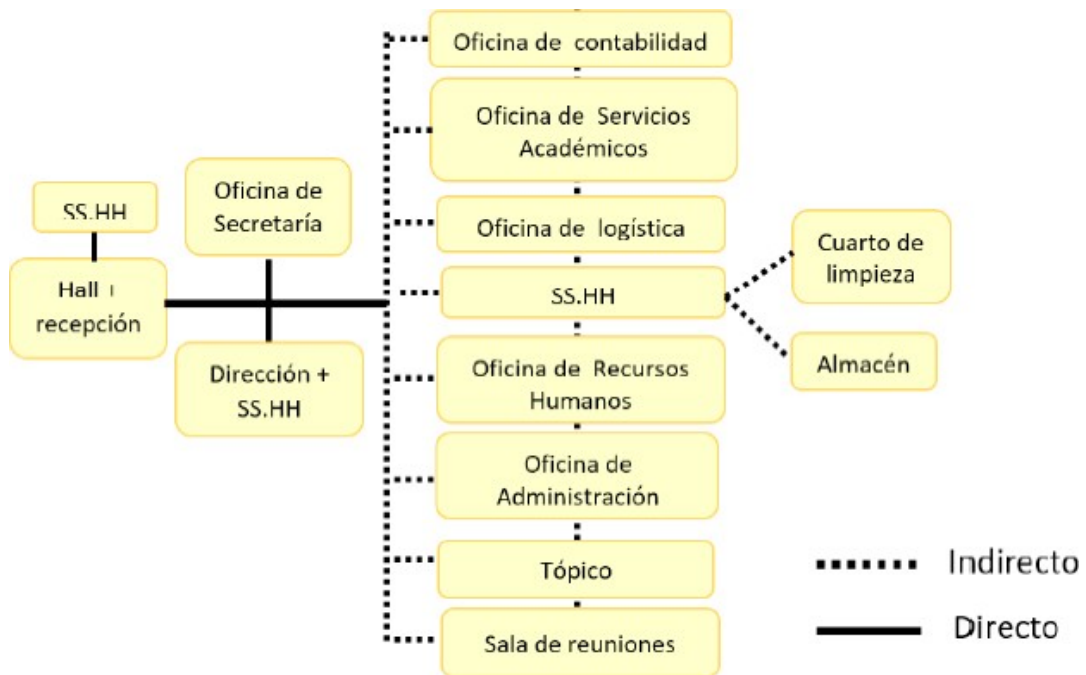 Oficina de contabilidad
Oficina de Servicios
Académicos
Oficina de
Secretaría
SS.HH
Oficina de logística
Cuarto de
limpieza
Hall +
recepción
SS.HH
Dirección +
SS.HH
Oficina de Recursos
Humanos
Almacén
Oficina de
Administración
Tópico
Sala de reuniones
Indirecto
Directo